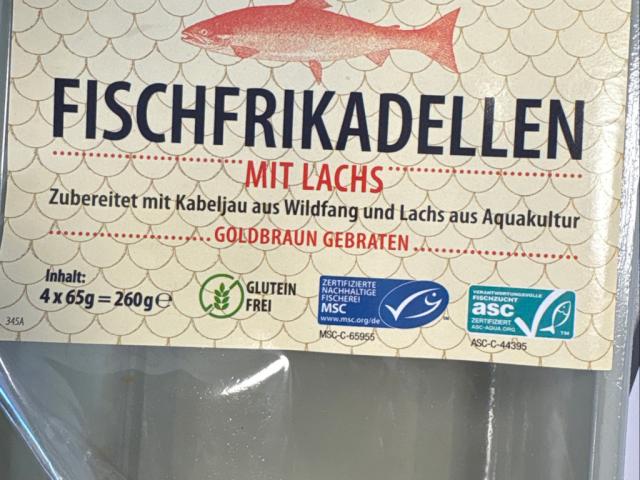 FISCHFRIKADELLEN
MIT LACHS
Zubereitet mit Kabeljau aus Wildfang und Lachs aus Aquakultur
GOLDBRAUN GEBRATEN
Inhalt:
4 x 65g = 260g ℮
GLUTEIN
FREI
ZERTIFIZIERTE
NACHHALTIGE
FISCHEREI
MSC
www.msc.org/de
MSC-C-65955
VERANTWORTUNGSVOLLE
FISCHZUCHT
asc
ZERTIFIZIERT
ASC-AQUA.ORG
TM
ASC-C-44395
345A